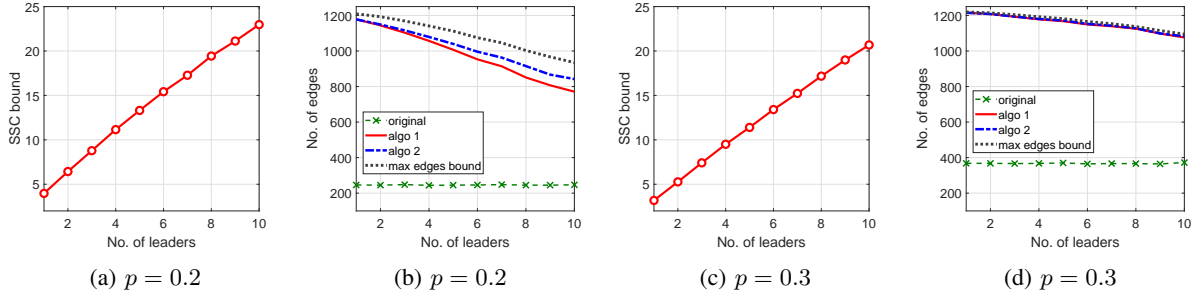 25
20
15
10
5
SSC bound
2 4 6 8 10
No. of leaders
(a) p = 0.2
1200
1000
800
600
400
200
No. of edges
original
algo 1
algo 2
max edges bound
2 4 6 8 10
No. of leaders
(b) p = 0.2
25
20
15
10
5
SSC bound
2 4 6 8 10
No. of leaders
(c) p = 0.3
1200
1000
800
600
400
200
No. of edges
original
algo 1
algo 2
max edges bound
2 4 6 8 10
No. of leaders
(d) p = 0.3